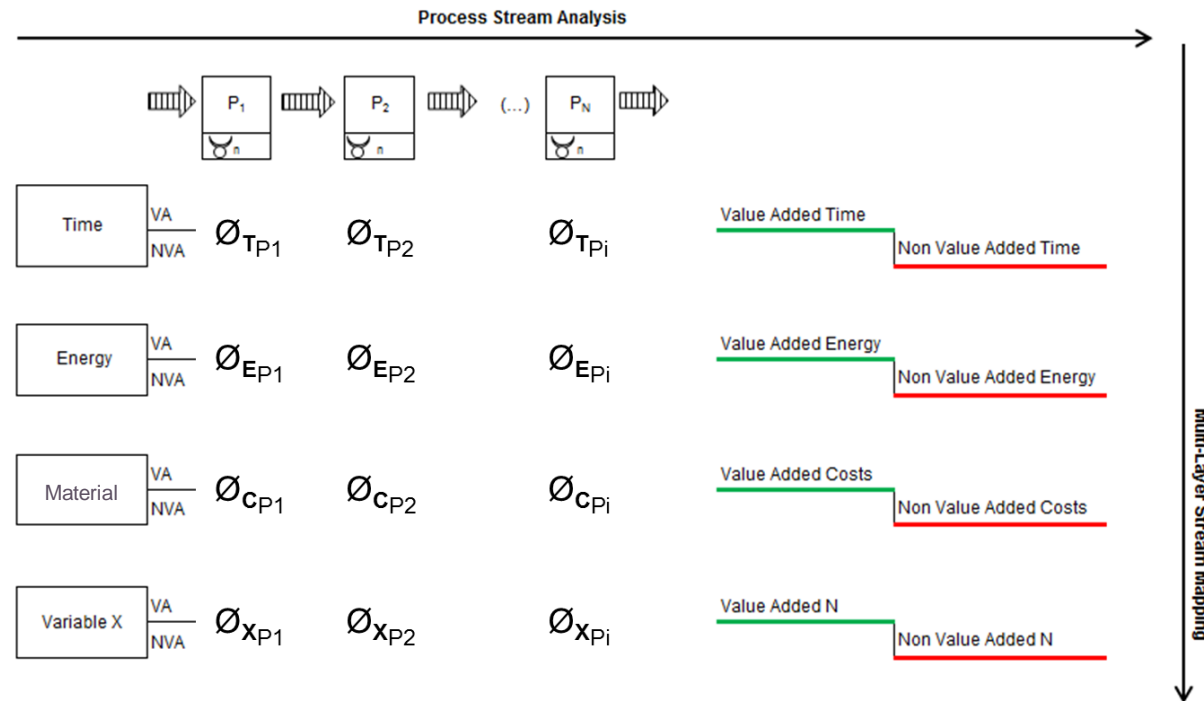 Process Stream Analysis
P1 P2 (...) PN
n n n
Time VA NVA ØTP1 ØTP2 ØTPi Value Added Time Non Value Added Time
Energy VA NVA ØEP1 ØEP2 ØEPi Value Added Energy Non Value Added Energy
Material VA NVA ØCP1 ØCP2 ØCPi Value Added Costs Non Value Added Costs
Variable X VA NVA ØXP1 ØXP2 ØXPi Value Added N Non Value Added N
Multi-Layer Stream Mapping